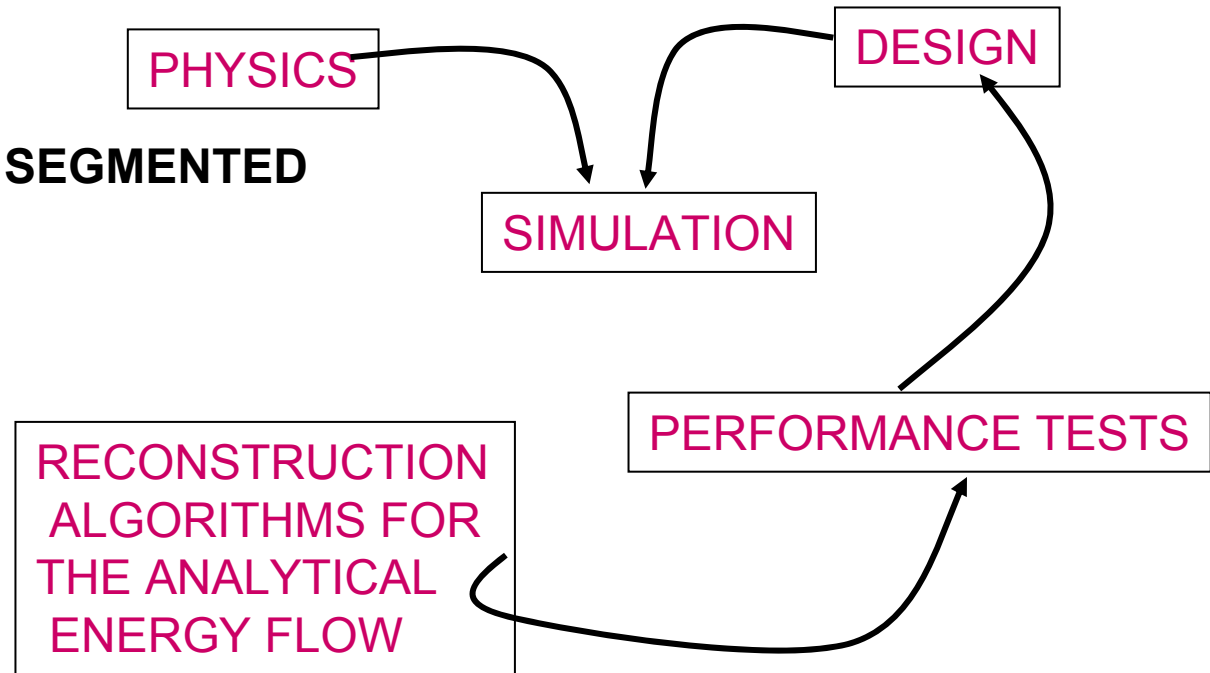 PHYSICS
DESIGN
SEGMENTED
SIMULATION
PERFORMANCE TESTS
RECONSTRUCTION
ALGORITHMS FOR
THE ANALYTICAL
ENERGY FLOW